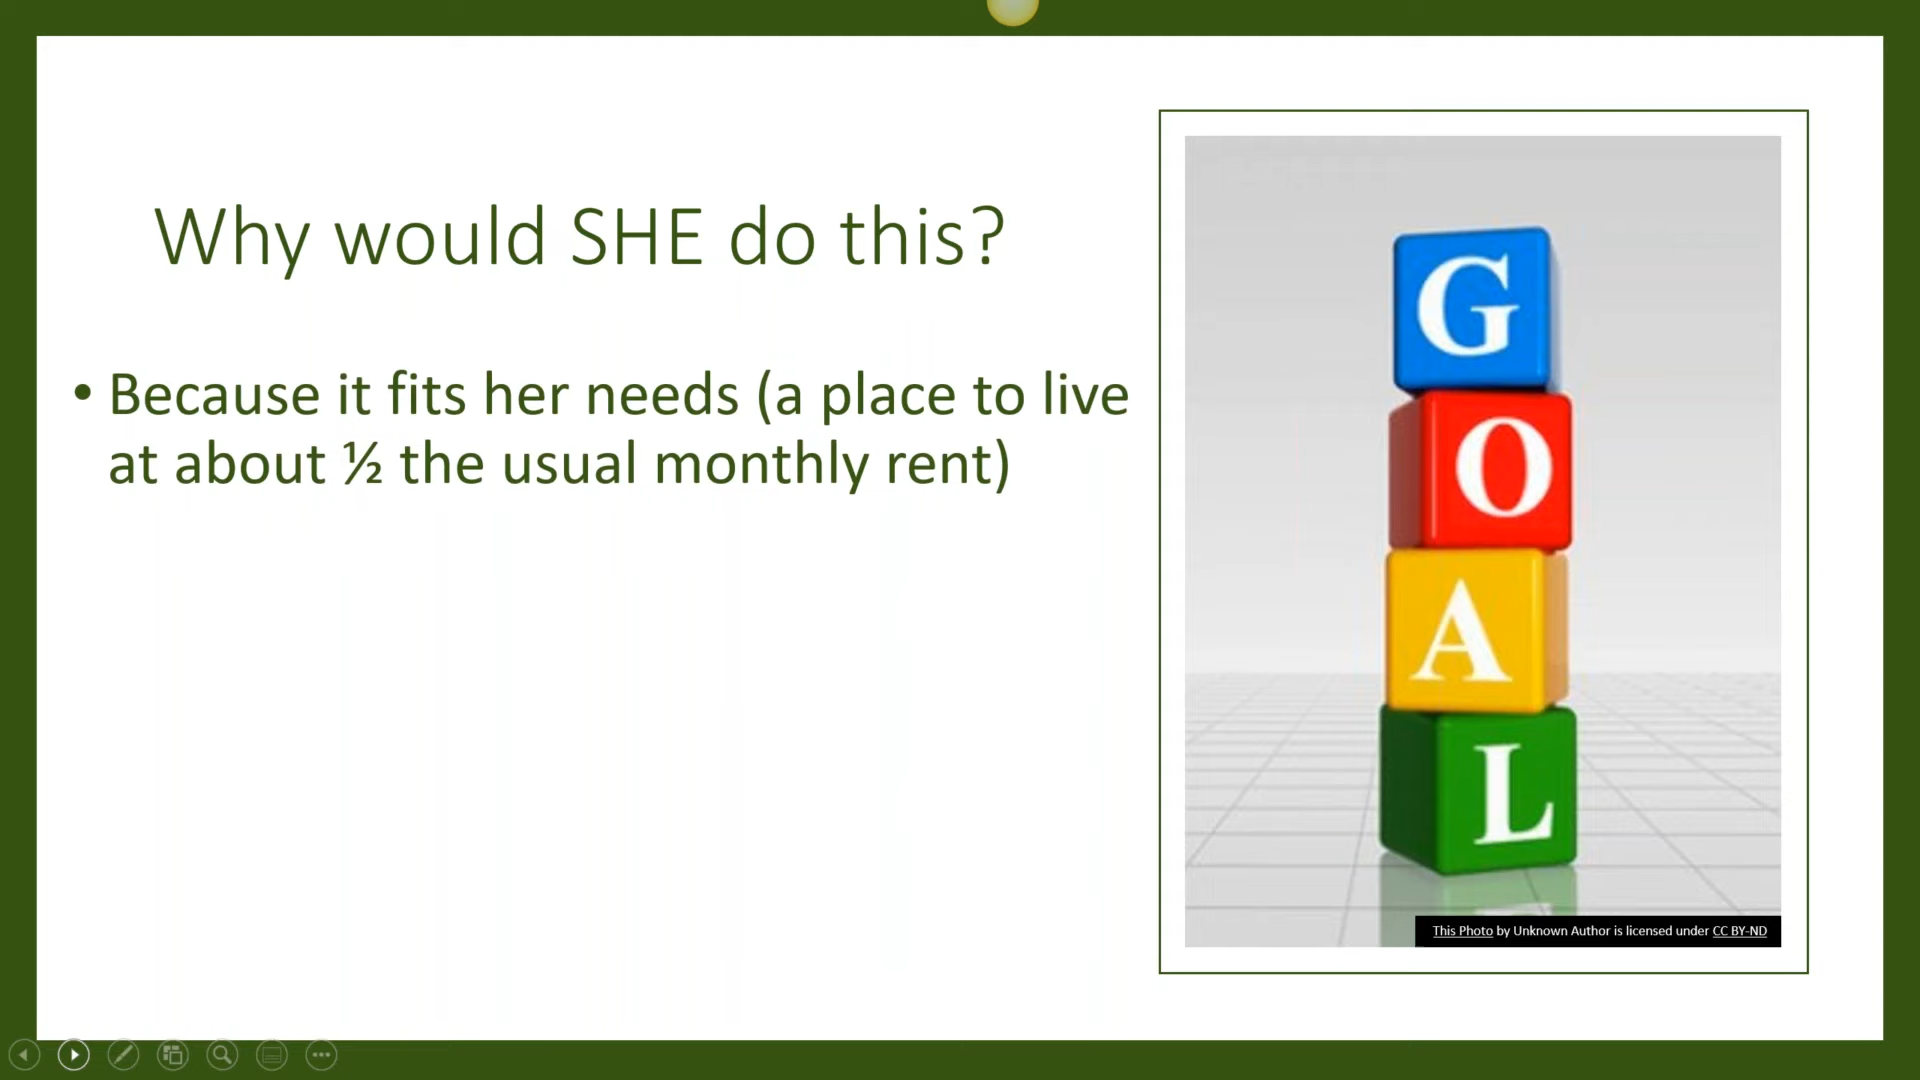 Why would SHE do this?
• Because it fits her needs (a place to live
at about ½ the usual monthly rent)
G
O
A
L
This Photo by Unknown Author is licensed under CC BY-ND